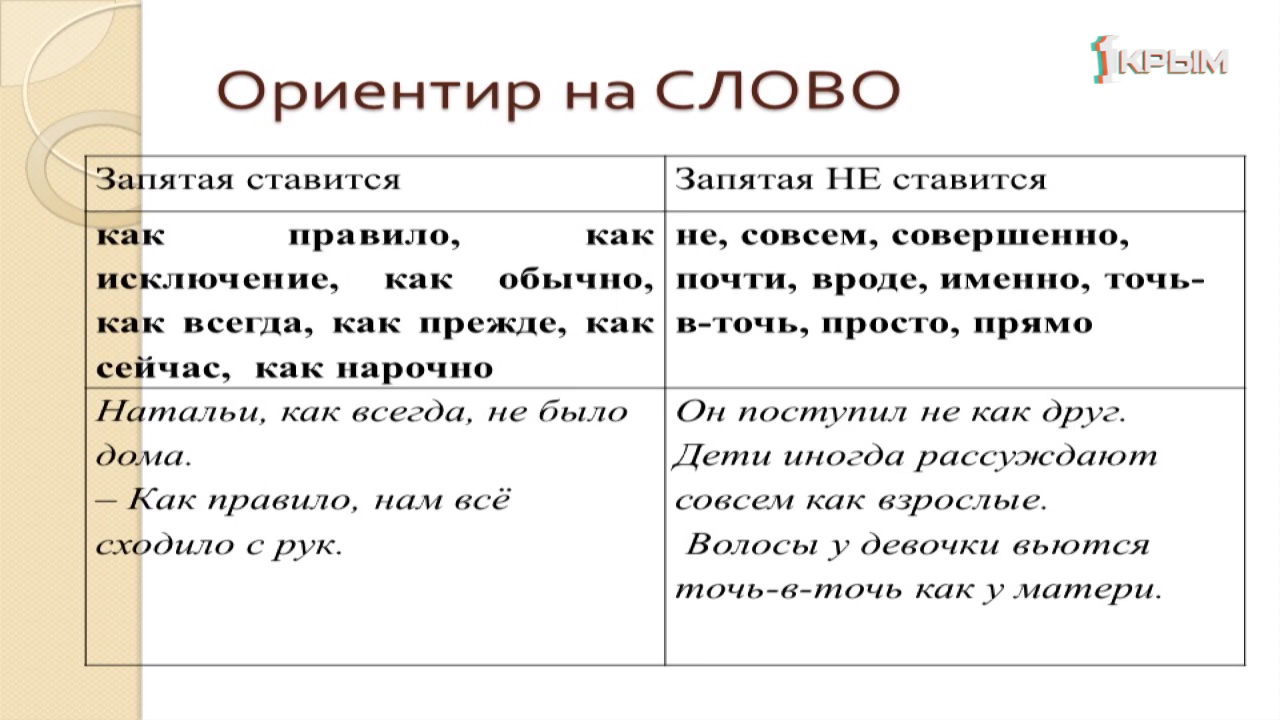 1КРЫМ
Ориентир на СЛОВО
Запятая ставится
Запятая НЕ ставится
как правило, как
исключение, как обычно,
как всегда, как прежде, как
сейчас, как нарочно
не, совсем, совершенно,
почти, вроде, именно, точь-
в-точь, просто, прямо
Натальи, как всегда, не было
дома.
– Как правило, нам всё
сходило с рук.
Он поступил не как друг.
Дети иногда рассуждают
совсем как взрослые.
Волосы у девочки вьются
точь-в-точь как у матери.